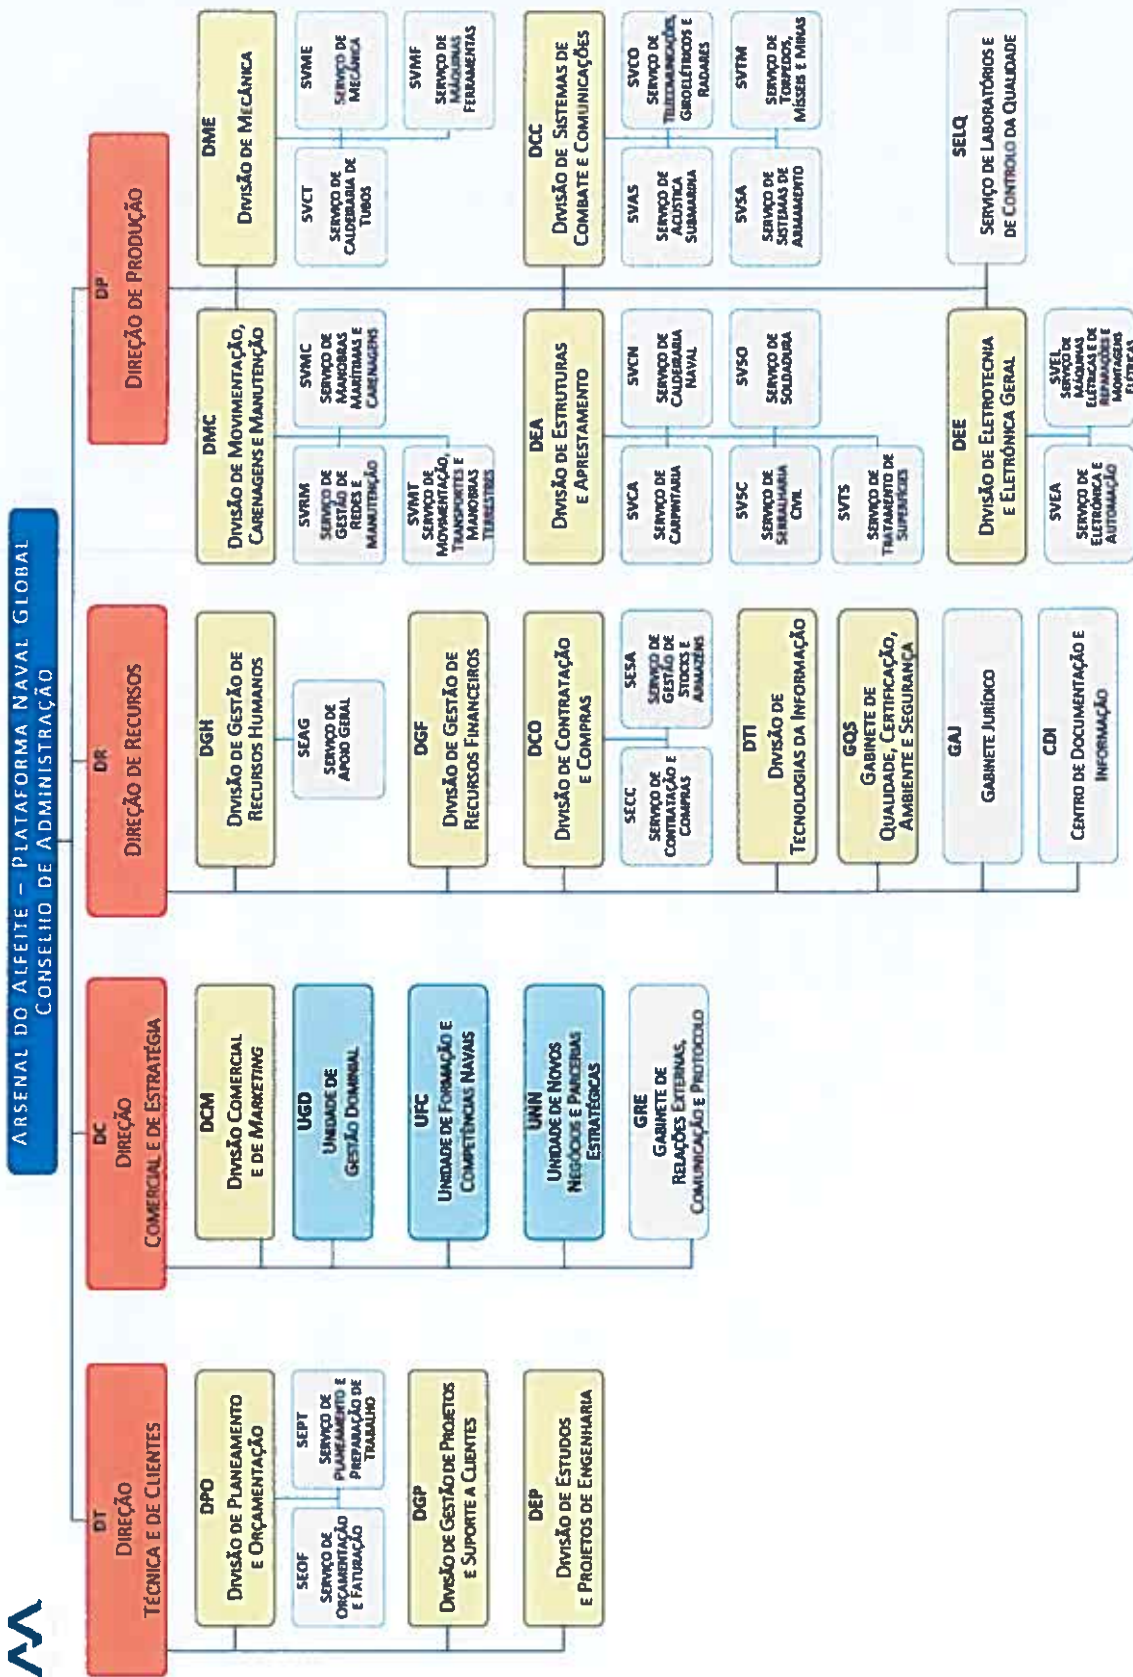 ARSENAL DO ALFEITE – PLATAFORMA NAVAL GLOBAL
CONSELHO DE ADMINISTRAÇÃO
DT
DIREÇÃO
TÉCNICA E DE CLIENTES
DPO
DIVISÃO DE PLANEAMENTO
E ORÇAMENTAÇÃO
SEOF
SERVIÇO DE
ORÇAMENTAÇÃO
E FATURAÇÃO
SEPT
SERVIÇO DE
PLANEAMENTO E
PREPARAÇÃO DE
TRABALHO
DGP
DIVISÃO DE GESTÃO DE PROJETOS
E SUPORTE A CLIENTES
DEP
DIVISÃO DE ESTUDOS
E PROJETOS DE ENGENHARIA
DC
DIREÇÃO
COMERCIAL E DE ESTRATÉGIA
DCM
DIVISÃO COMERCIAL
E DE MARKETING
UGD
UNIDADE DE
GESTÃO DOMINIAL
UFC
UNIDADE DE FORMAÇÃO E
COMPETÊNCIAS NAVAIS
UNN
UNIDADE DE NOVOS
NEGÓCIOS E PARCERIAS
ESTRATÉGICAS
GRE
GABINETE DE
RELAÇÕES EXTERNAS,
COMUNICAÇÃO E PROTOCOLO
DR
DIREÇÃO DE RECURSOS
DGH
DIVISÃO DE GESTÃO DE
RECURSOS HUMANOS
SEAG
SERVIÇO DE
APOIO GERAL
DGF
DIVISÃO DE GESTÃO DE
RECURSOS FINANCEIROS
DCO
DIVISÃO DE CONTRATAÇÃO
E COMPRAS
SECC
SERVIÇO DE
CONTRATAÇÃO E
COMPRAS
SESA
SERVIÇO DE
GESTÃO DE
STOCKS E
ARMAZÉNS
DTI
DIVISÃO DE
TECNOLOGIAS DA INFORMAÇÃO
GQS
GABINETE DE
QUALIDADE, CERTIFICAÇÃO,
AMBIENTE E SEGURANÇA
GAJ
GABINETE JURÍDICO
CDI
CENTRO DE DOCUMENTAÇÃO E
INFORMAÇÃO
DP
DIREÇÃO DE PRODUÇÃO
DMC
DIVISÃO DE MOVIMENTAÇÃO,
CARENAGENS E MANUTENÇÃO
SVRM
SERVIÇO DE
GESTÃO DE
REDES E
MANUTENÇÃO
SVMC
SERVIÇO DE
MANOBRAS
MARÍTIMAS E
CARENAGENS
SVMT
SERVIÇO DE
MOVIMENTAÇÃO,
TRANSPORTES E
MANOBRAS
TERRESTRES
DME
DIVISÃO DE MECÂNICA
SVCT
SERVIÇO DE
CALDEIRARIA DE
TUBOS
SVME
SERVIÇO DE
MECÂNICA
SVMF
SERVIÇO DE
MÁQUINAS
FERRAMENTAS
DEA
DIVISÃO DE ESTRUTURAS
E APRESTAMENTO
SVCA
SERVIÇO DE
CARPINTARIA
SVCN
SERVIÇO DE
CALDEIRARIA
NAVAL
SVSC
SERVIÇO DE
SERRALHARIA
CIVIL
SVSO
SERVIÇO DE
SOLDADURA
SVTS
SERVIÇO DE
TRATAMENTO DE
SUPERFÍCIES
DCC
DIVISÃO DE SISTEMAS DE
COMBATE E COMUNICAÇÕES
SVAS
SERVIÇO DE
ACUSTICA
SUBMARINA
SVCO
SERVIÇO DE
TELECOMUNICAÇÕES,
GIROELÉTRICOS E
RADARES
SVSA
SERVIÇO DE
SISTEMAS DE
ARMAMENTO
SVTM
SERVIÇO DE
TORPEDOS,
MÍSSEIS E MINAS
DEE
DIVISÃO DE ELETROTECNIA
E ELETRÓNICA GERAL
SVEA
SERVIÇO DE
ELETRÓNICA E
AUTOMAÇÃO
SVEL
SERVIÇO DE
MÁQUINAS
ELÉTRICAS E DE
REPARAÇÕES E
MONTAGENS
ELÉTRICAS
SELQ
SERVIÇO DE LABORATÓRIOS E
DE CONTROLO DA QUALIDADE